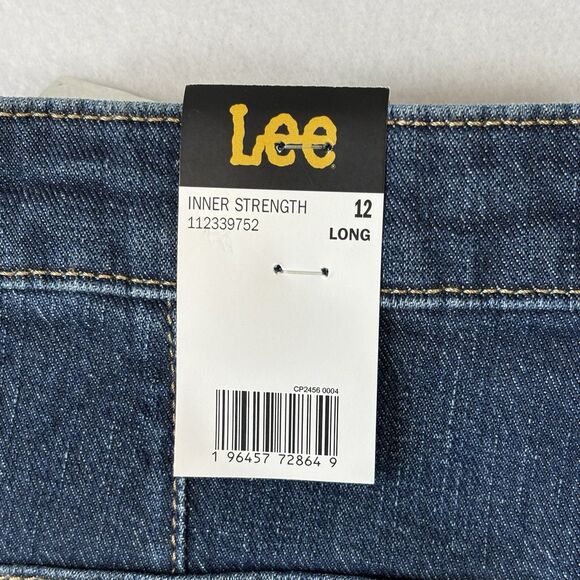 Lee
INNER STRENGTH 12
112339752 LONG
CP2456 0004
1 96457 72864 9